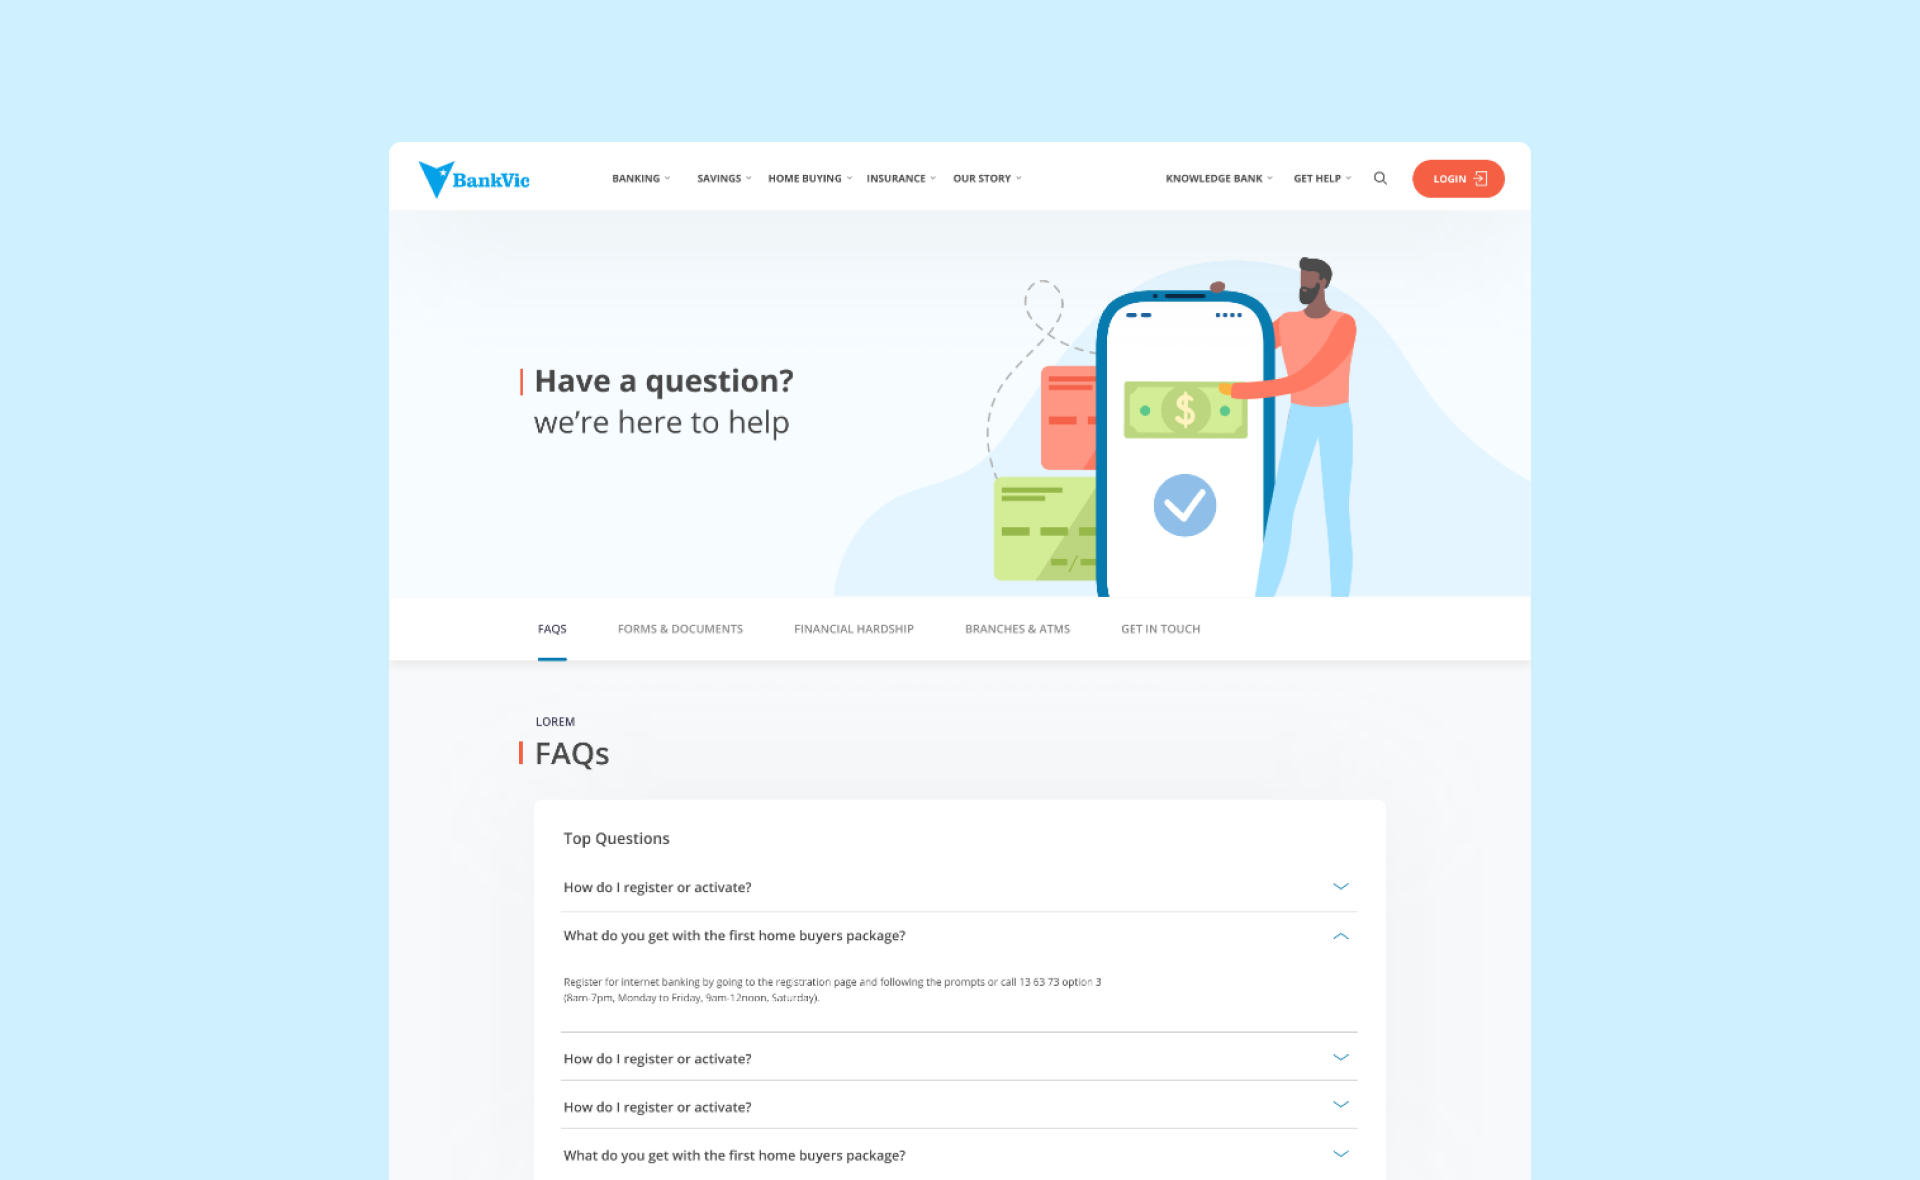 BankVic
BANKING
SAVINGS
HOME BUYING
INSURANCE
OUR STORY
KNOWLEDGE BANK
GET HELP
LOGIN
Have a question?
we're here to help
$
FAQS
FORMS & DOCUMENTS
FINANCIAL HARDSHIP
BRANCHES & ATMS
GET IN TOUCH
LOREM
FAQs
Top Questions
How do I register or activate?
What do you get with the first home buyers package?
Register for internet banking by going to the registration page and following the prompts or call 13 63 73 option 3
(8am-7pm, Monday to Friday, 9am-12noon, Saturday).
How do I register or activate?
How do I register or activate?
What do you get with the first home buyers package?